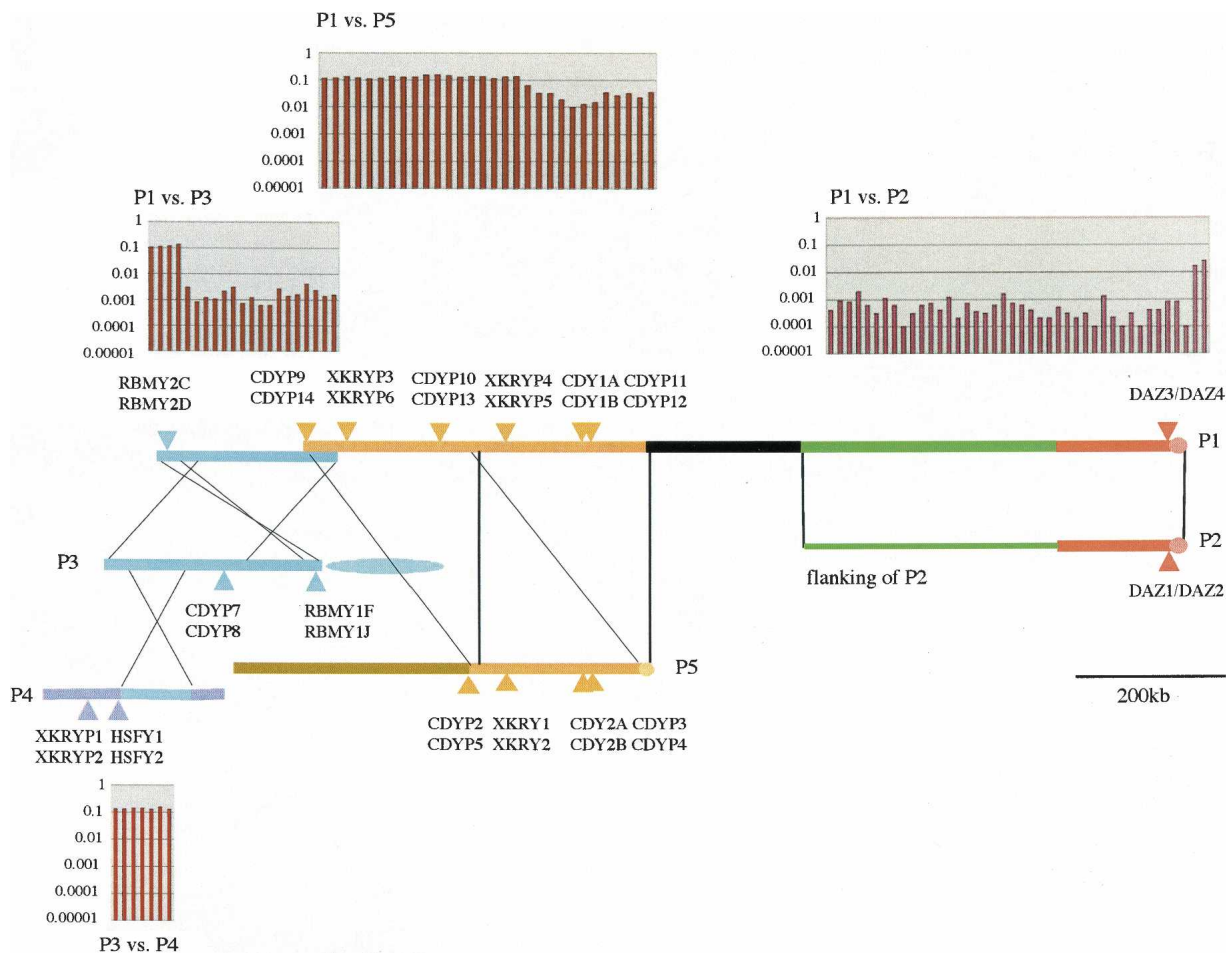 P1 vs. P5
1
0.1
0.01
0.001
0.0001
0.00001
P1 vs. P3
1
0.1
0.01
0.001
0.0001
0.00001
P1 vs. P2
1
0.1
0.01
0.001
0.0001
0.00001
RBMY2C
RBMY2D
CDYP9
CDYP14
XKRYP3
XKRYP6
CDYP10
CDYP13
XKRYP4
XKRYP5
CDY1A CDYP11
CDY1B CDYP12
DAZ3/DAZ4
P1
P3
P2
flanking of P2
DAZ1/DAZ2
CDYP7
CDYP8
RBMY1F
RBMY1J
P5
P4
200kb
XKRYP1 HSFY1
XKRYP2 HSFY2
CDYP2
CDYP5
XKRY1
XKRY2
CDY2A CDYP3
CDY2B CDYP4
1
0.1
0.01
0.001
0.0001
0.00001
P3 vs. P4